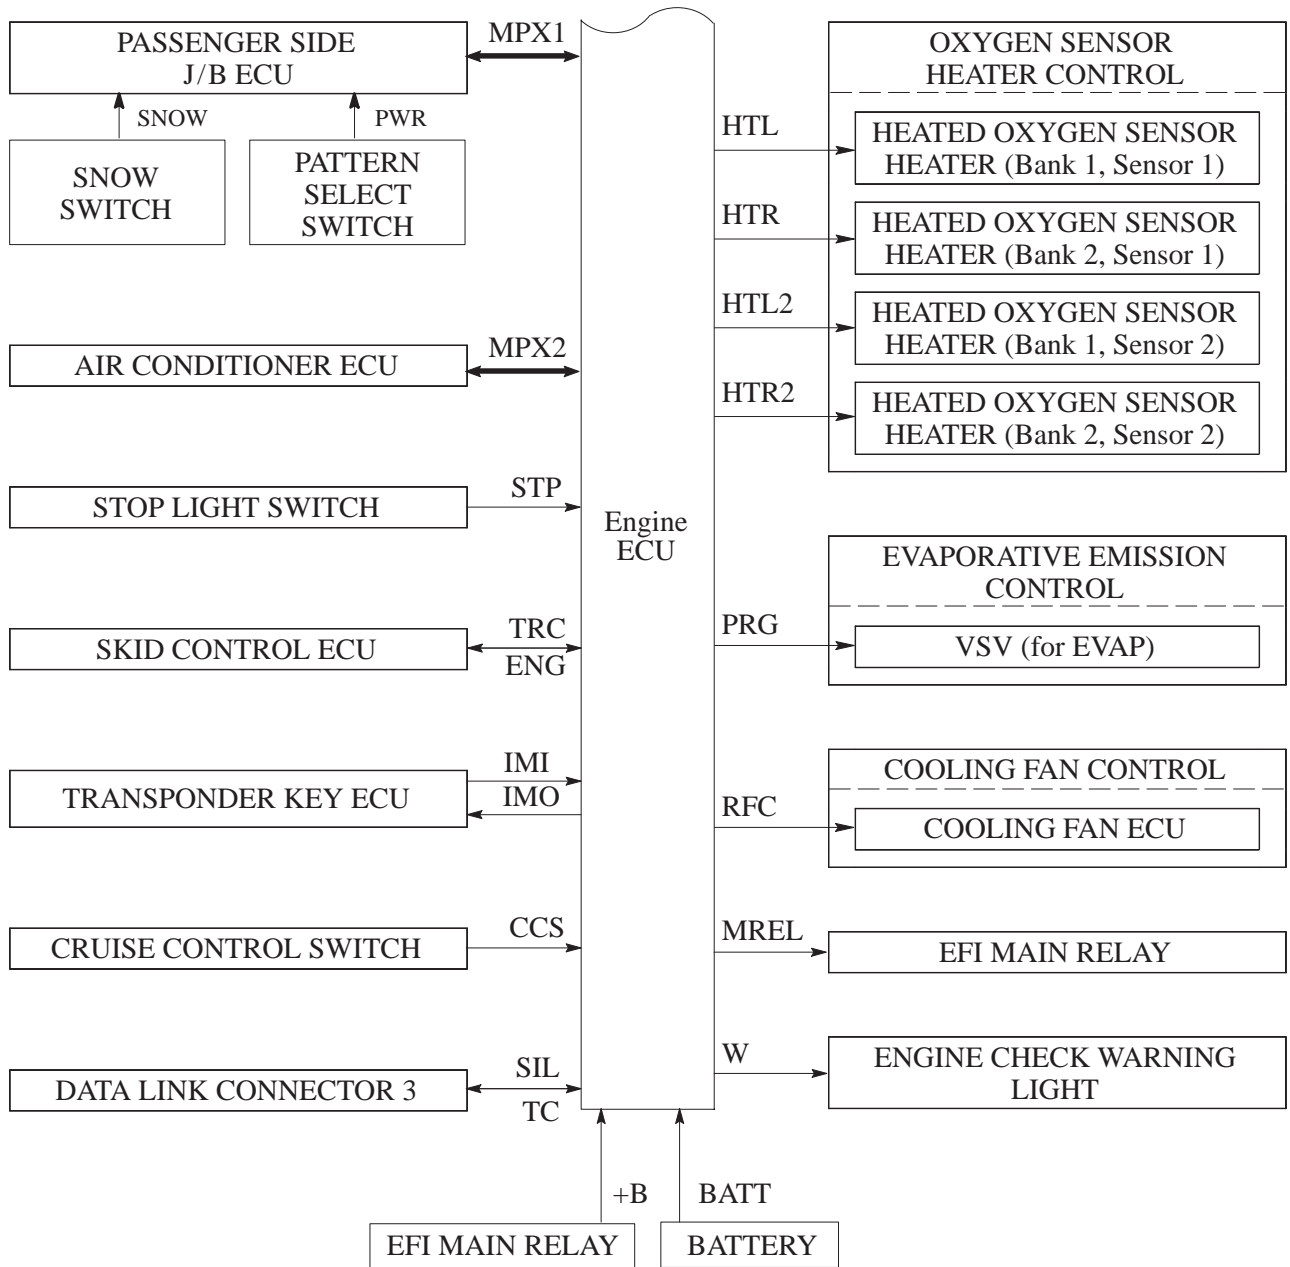 PASSENGER SIDE
J/B ECU
MPX1
SNOW
PWR
SNOW
SWITCH
PATTERN
SELECT
SWITCH
AIR CONDITIONER ECU
MPX2
STOP LIGHT SWITCH
STP
SKID CONTROL ECU
TRC
ENG
TRANSPONDER KEY ECU
IMI
IMO
CRUISE CONTROL SWITCH
CCS
DATA LINK CONNECTOR 3
SIL
TC
Engine
ECU
+B
BATT
EFI MAIN RELAY
BATTERY
OXYGEN SENSOR
HEATER CONTROL
HTL
HEATED OXYGEN SENSOR
HEATER (Bank 1, Sensor 1)
HTR
HEATED OXYGEN SENSOR
HEATER (Bank 2, Sensor 1)
HTL2
HEATED OXYGEN SENSOR
HEATER (Bank 1, Sensor 2)
HTR2
HEATED OXYGEN SENSOR
HEATER (Bank 2, Sensor 2)
EVAPORATIVE EMISSION
CONTROL
PRG
VSV (for EVAP)
COOLING FAN CONTROL
RFC
COOLING FAN ECU
MREL
EFI MAIN RELAY
W
ENGINE CHECK WARNING
LIGHT